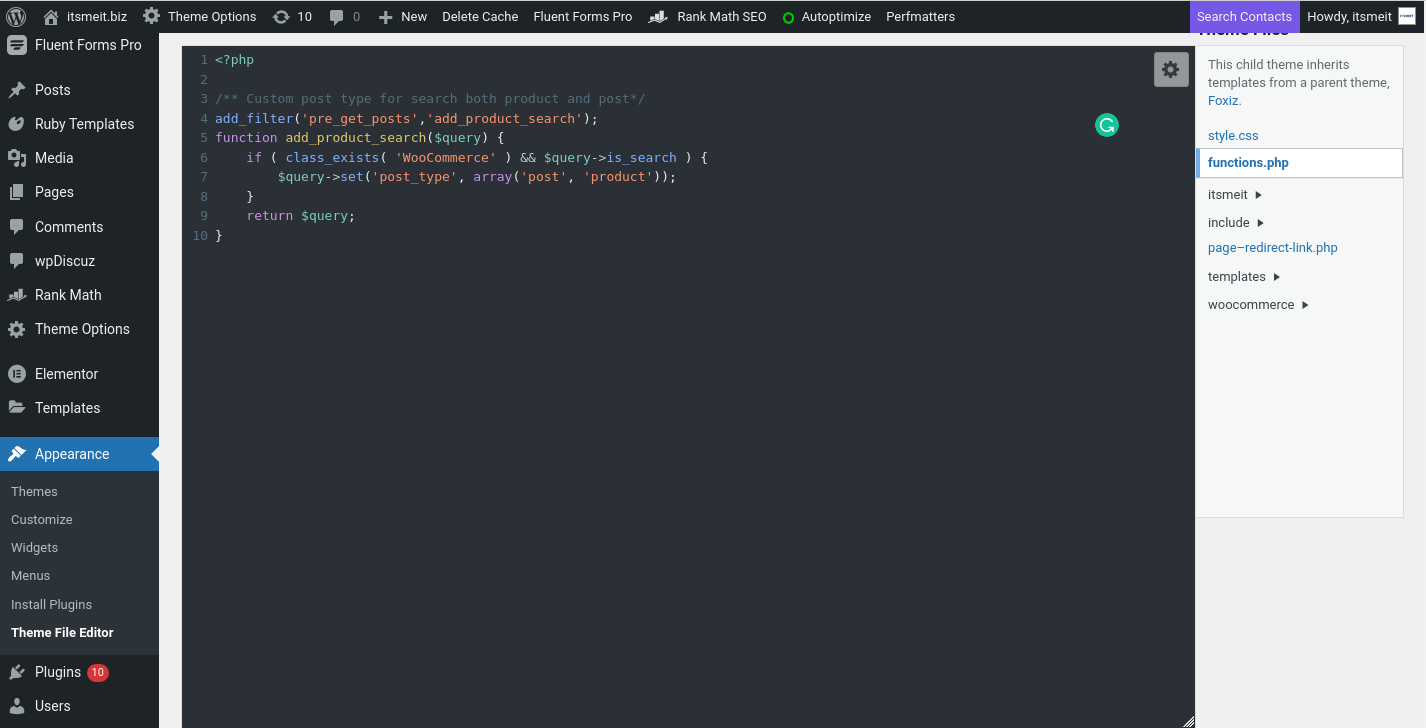 itsmeit.biz Theme Options 10 0 New Delete Cache Fluent Forms Pro Rank Math SEO Autoptimize Perfmatters Search Contacts Howdy, itsmeit
Fluent Forms Pro
Posts
Ruby Templates
Media
Pages
Comments
wpDiscuz
Rank Math
Theme Options
Elementor
Templates
Appearance
Themes
Customize
Widgets
Menus
Install Plugins
Theme File Editor
Plugins 10
Users
1 <?php
2
3 /** Custom post type for search both product and post*/
4 add_filter('pre_get_posts','add_product_search');
5 function add_product_search($query) {
6     if ( class_exists( 'WooCommerce' ) && $query->is_search ) {
7         $query->set('post_type', array('post', 'product'));
8     }
9     return $query;
10 }
Theme Files
This child theme inherits
templates from a parent theme,
Foxiz.
style.css
functions.php
itsmeit
include
page–redirect-link.php
templates
woocommerce